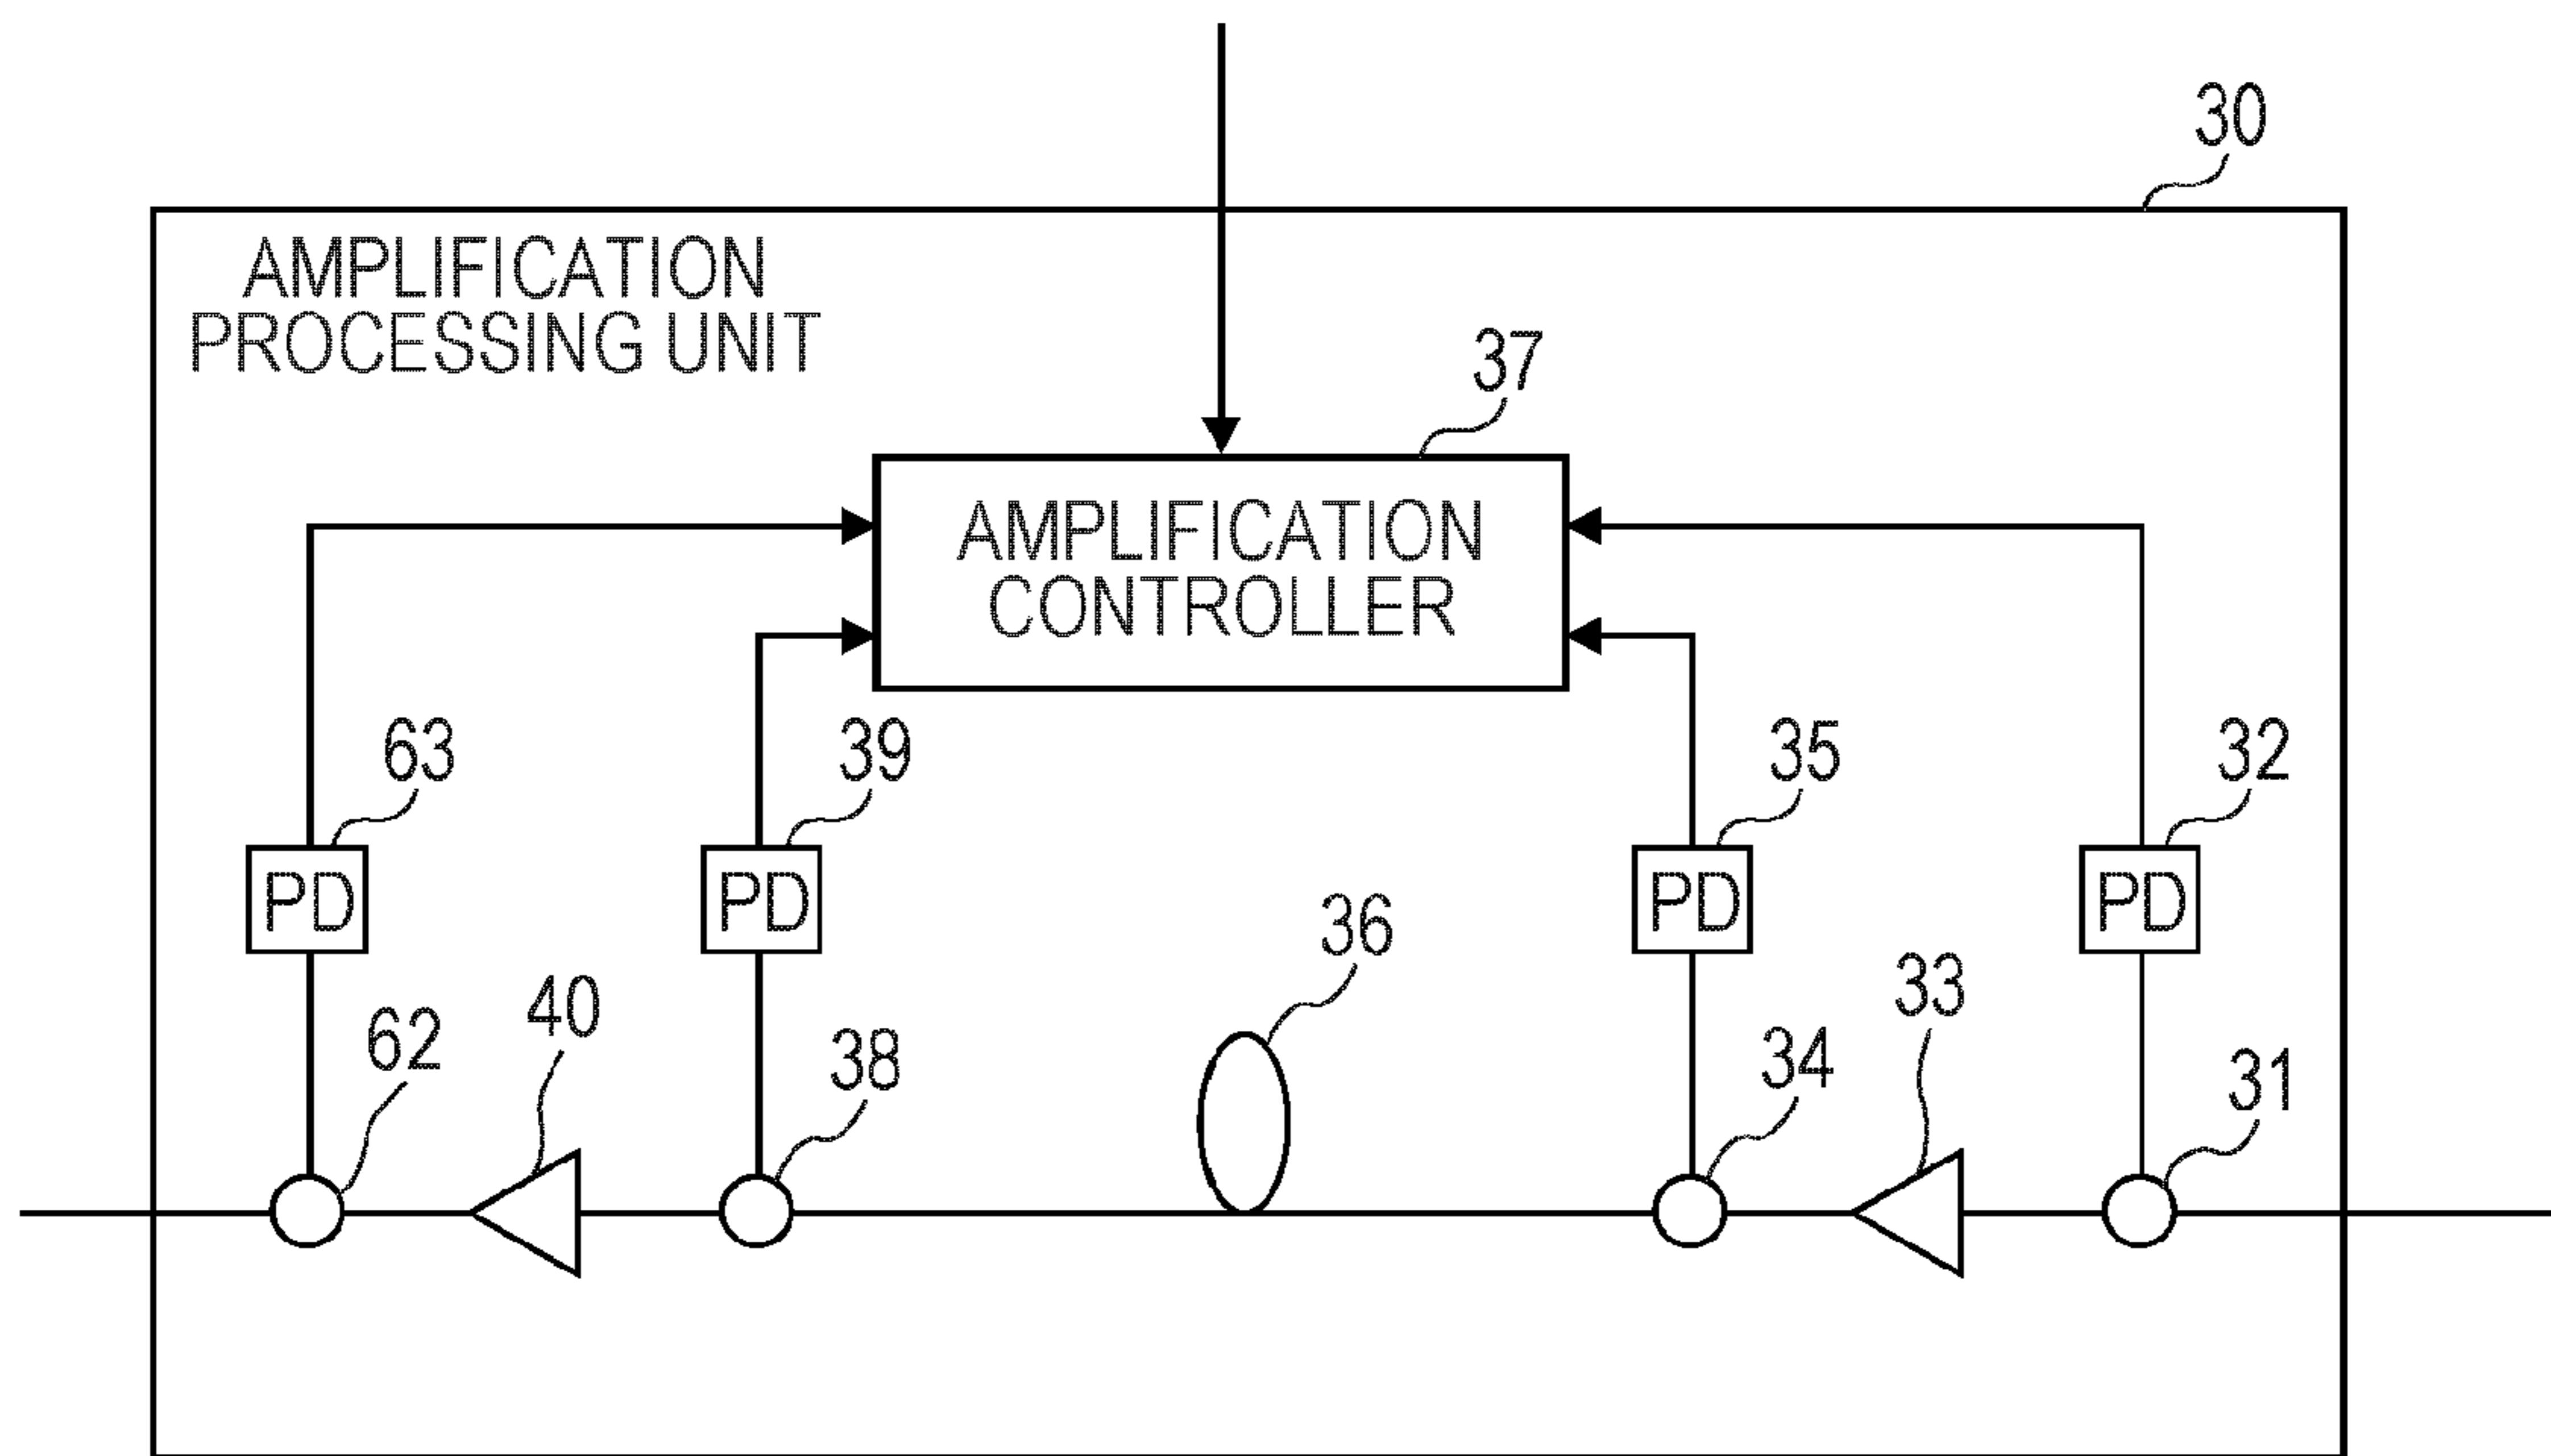 30
AMPLIFICATION
PROCESSING UNIT
37
AMPLIFICATION
CONTROLLER
63
39
35
32
PD
PD
PD
PD
36
33
40
62
38
34
31